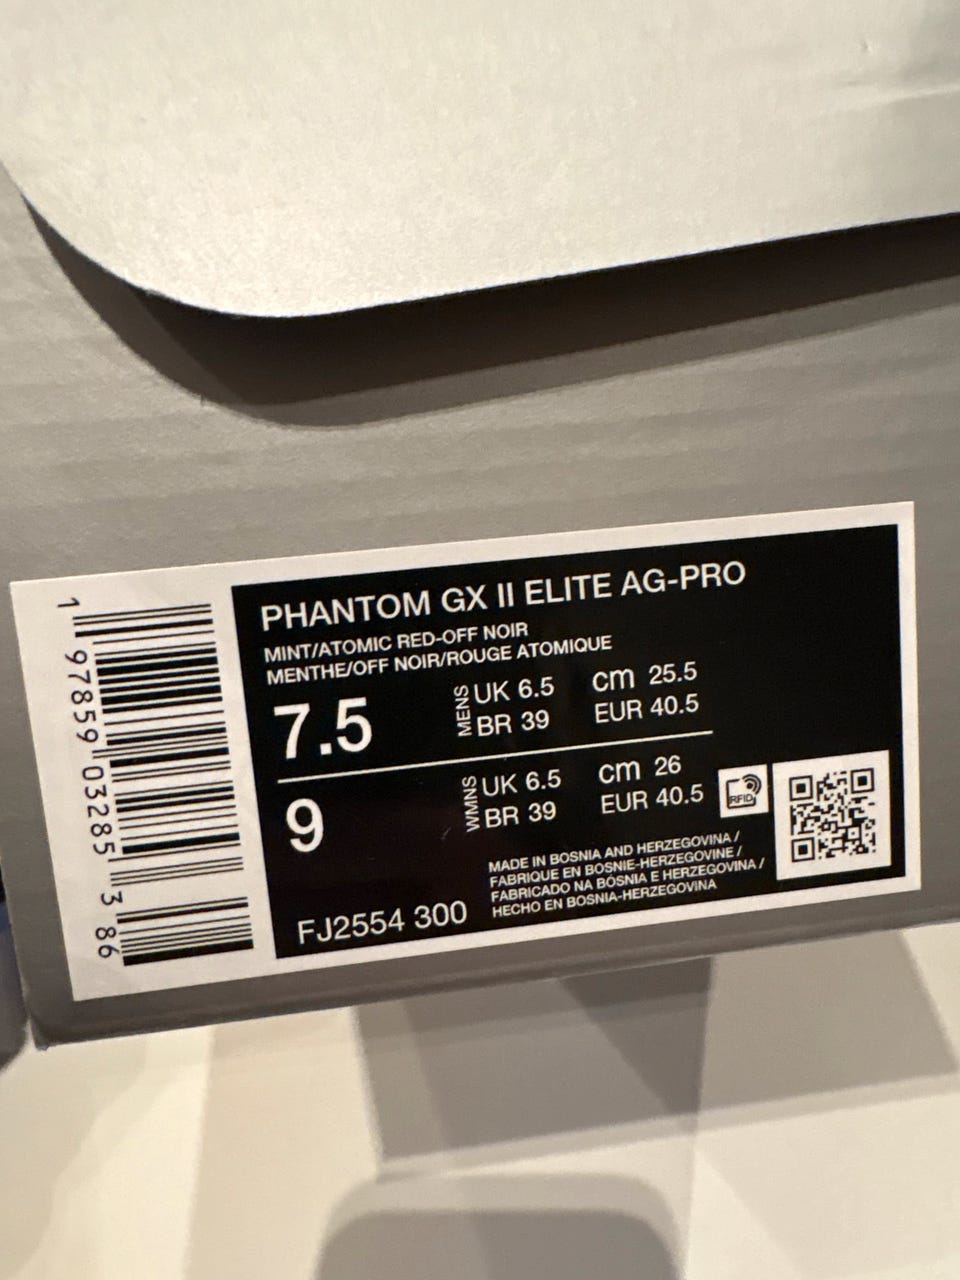 PHANTOM GX II ELITE AG-PRO
MINT/ATOMIC RED-OFF NOIR
MENTHE/OFF NOIR/ROUGE ATOMIQUE
7.5 MENS UK 6.5 cm 25.5
BR 39 EUR 40.5
9 WMNS UK 6.5 cm 26
BR 39 EUR 40.5
RFID
MADE IN BOSNIA AND HERZEGOVINA /
FABRIQUE EN BOSNIE-HERZEGOVINE /
FABRICADO NA BÓSNIA E HERZEGOVINA /
HECHO EN BOSNIA-HERZEGOVINA
FJ2554 300
1 97859 03285 3 86